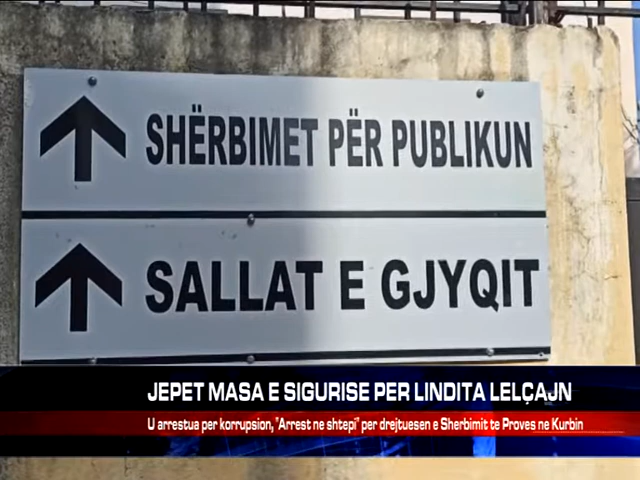 SHËRBIMET PËR PUBLIKUN
SALLAT E GJYQIT
JEPET MASA E SIGURISE PER LINDITA LELÇAJN
U arrestua per korrupsion, "Arrest ne shtepi" per drejtuesen e Sherbimit te Proves ne Kurbin